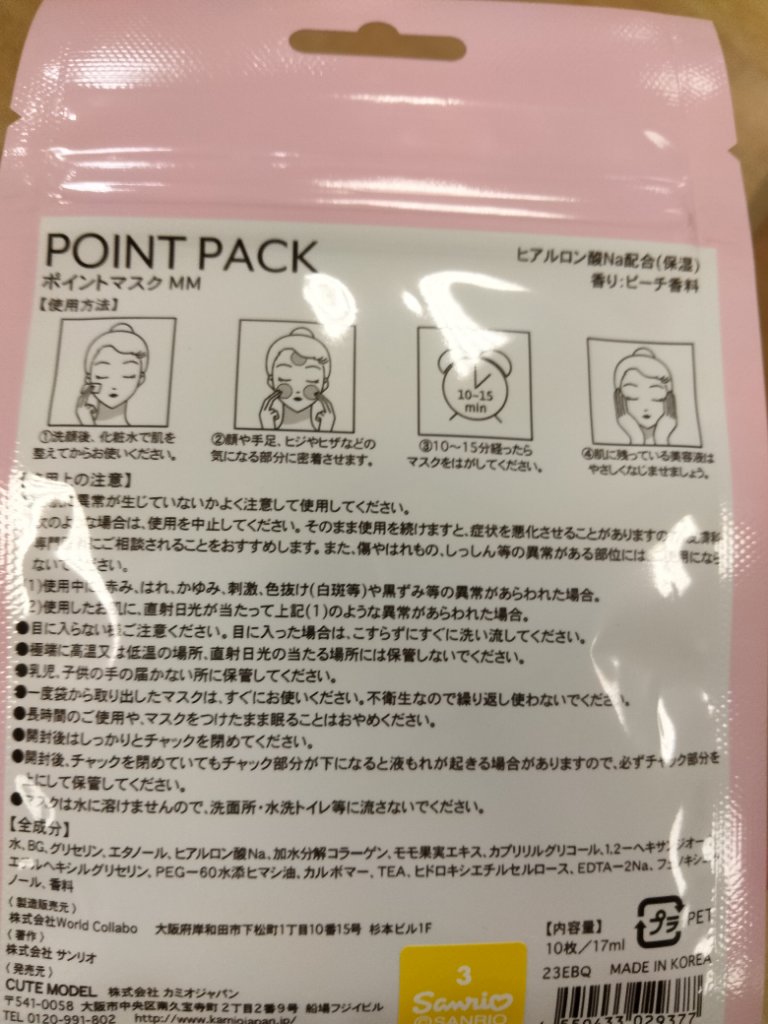 POINT PACK
ポイントマスク MM
ヒアルロン酸Na配合(保湿)
香り:ピーチ香料
【使用方法】
10~15
min
①洗顔後、化粧水で肌を
整えてからお使いください。
②顔や手足、ヒジやヒザなどの
気になる部分に密着させます。
③10〜15分経ったら
マスクをはがしてください。
④肌に残っている美容液は
やさしくなじませましょう。
用上の注意】
異常が生じていないかよく注意して使用してください。
場合は、使用を中止してください。そのまま使用を続けますと、症状を悪化させることがあります
専門 にご相談されることをおすすめします。また、傷やはれもの、しっしん等の異常がある部位には、 用になら
ないでください。
(1)使用中に 赤み、はれ、かゆみ、刺激、色抜け(白斑等)や黒ずみ等の異常があらわれた場合。
(2)使用したお肌に、直射日光が当たって上記(1)のような異常があらわれた場合。
●目に入らない様ご注意ください。目に入った場合は、こすらずにすぐに洗い流してください。
●極端に高温又は低温の場所、直射日光の当たる場所には保管しないでください。
●乳児、子供の手の届かない所に保管してください。
●一度袋から取り出したマスクは、すぐにお使いください。不衛生なので繰り返し使わないでください。
●長時間のご使用や、マスクをつけたまま眠ることはおやめください。
●開封後はしっかりとチャックを閉めてください。
●開封後、チャックを閉めていてもチャック部分が下になると液もれが起きる場合がありますので、必ずチャック部分を
上にして保管してください。
●マスクは水に溶けませんので、洗面所・水洗トイレ等に流さないでください。
【全成分】
水、BG、グリセリン、エタノール、ヒアルロン酸Na、加水分解コラーゲン、モモ果実エキス、カプリリルグリコール、1,2-ヘキサンジオー
エチルヘキシルグリセリン、PEG-60水添ヒマシ油、カルボマー、TEA、ヒドロキシエチルセルロース、EDTA-2Na、フェノキシエタ
ノール、香料
〈製造販売元〉
株式会社World Collabo 大阪府岸和田市下松町1丁目10番15号 杉本ビル1F
〈著作〉
株式会社 サンリオ
〈発売元〉
CUTE MODEL 株式会社 カミオジャパン
〒541-0058 大阪市中央区南久宝寺町2丁目2番9号 船場フジイビル
TEL 0120-991-802 http://www.kamiojapan.jp/
【内容量】
10枚/17ml
プラ
PET
23EBQ MADE IN KOREA
3
Sanrio
©SANRIO
550433 029377